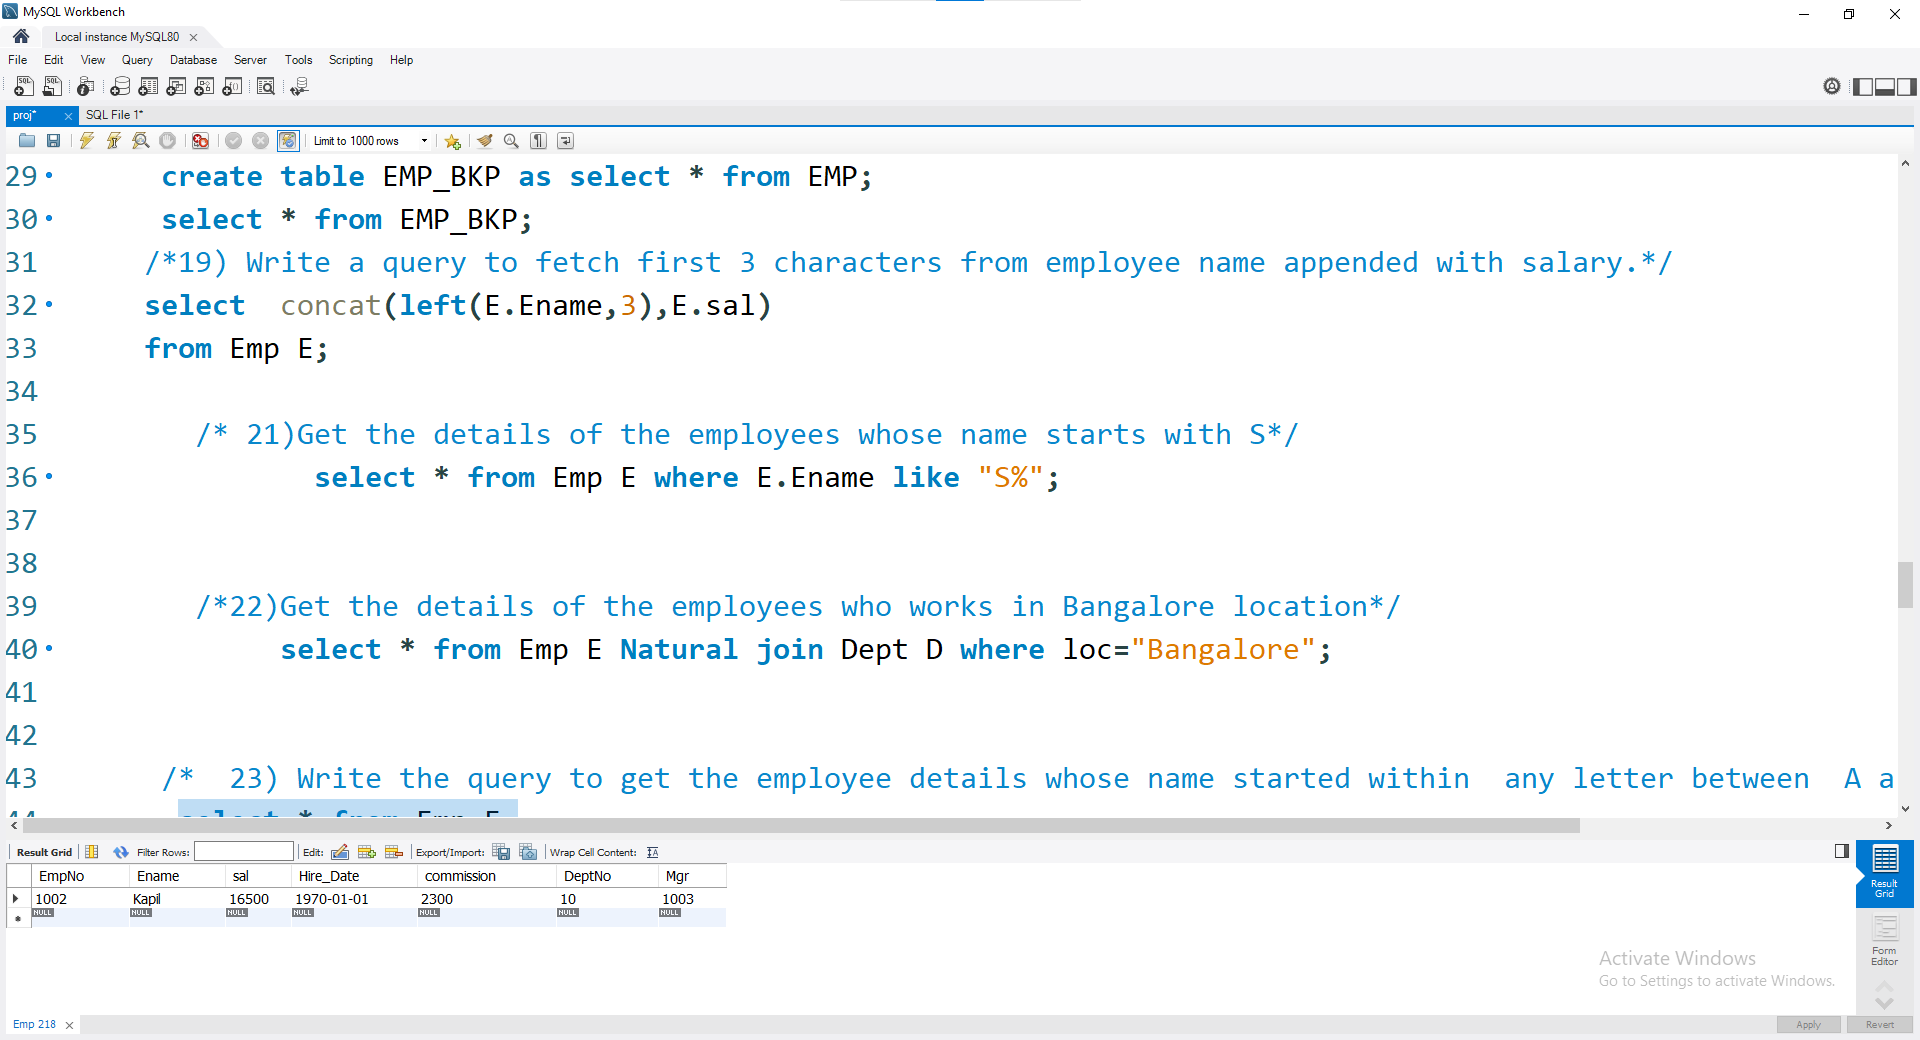 MySQL Workbench
Local instance MySQL80
File Edit View Query Database Server Tools Scripting Help
proj* SQL File 1*
Limit to 1000 rows
29 create table EMP_BKP as select * from EMP;
30 select * from EMP_BKP;
31 /*19) Write a query to fetch first 3 characters from employee name appended with salary.*/
32 select  concat(left(E.Ename,3),E.sal)
33 from Emp E;
34
35 /* 21)Get the details of the employees whose name starts with S*/
36 select * from Emp E where E.Ename like "S%";
37
38
39 /*22)Get the details of the employees who works in Bangalore location*/
40 select * from Emp E Natural join Dept D where loc="Bangalore";
41
42
43 /*  23) Write the query to get the employee details whose name started within  any letter between  A a
44 select * from Emp E
Result Grid Filter Rows: Edit: Export/Import: Wrap Cell Content:
EmpNo Ename sal Hire_Date commission DeptNo Mgr
1002 Kapil 16500 1970-01-01 2300 10 1003
NULL NULL NULL NULL NULL NULL NULL
Result
Grid
Form
Editor
Activate Windows
Go to Settings to activate Windows.
Emp 218
Apply Revert